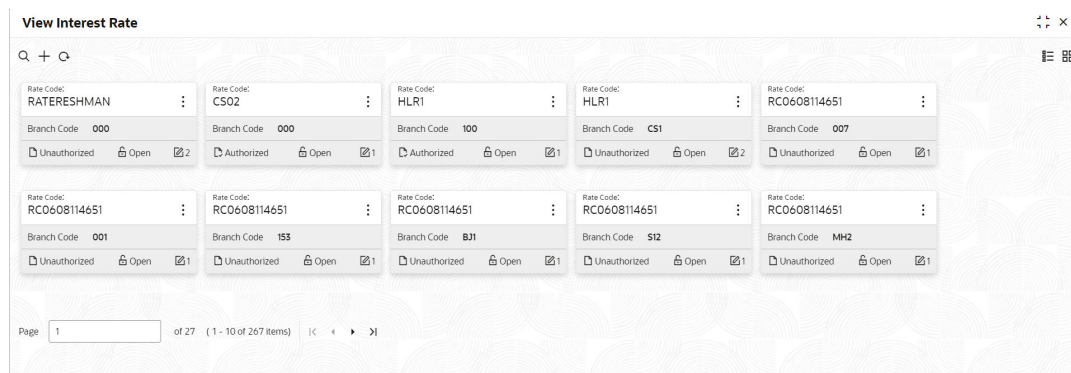 View Interest Rate
Rate Code: Rate Code: Rate Code: Rate Code: Rate Code:
RATERESHMAN CS02 HLR1 HLR1 RC0608114651
Branch Code 000 Branch Code 000 Branch Code 100 Branch Code CS1 Branch Code 007
Unauthorized Open 2 Authorized Open 1 Authorized Open 1 Unauthorized Open 2 Unauthorized Open 1
Rate Code: Rate Code: Rate Code: Rate Code: Rate Code:
RC0608114651 RC0608114651 RC0608114651 RC0608114651 RC0608114651
Branch Code 001 Branch Code 153 Branch Code BJ1 Branch Code S12 Branch Code MH2
Unauthorized Open 1 Unauthorized Open 1 Unauthorized Open 1 Unauthorized Open 1 Unauthorized Open 1
Page 1 of 27 ( 1 - 10 of 267 items)